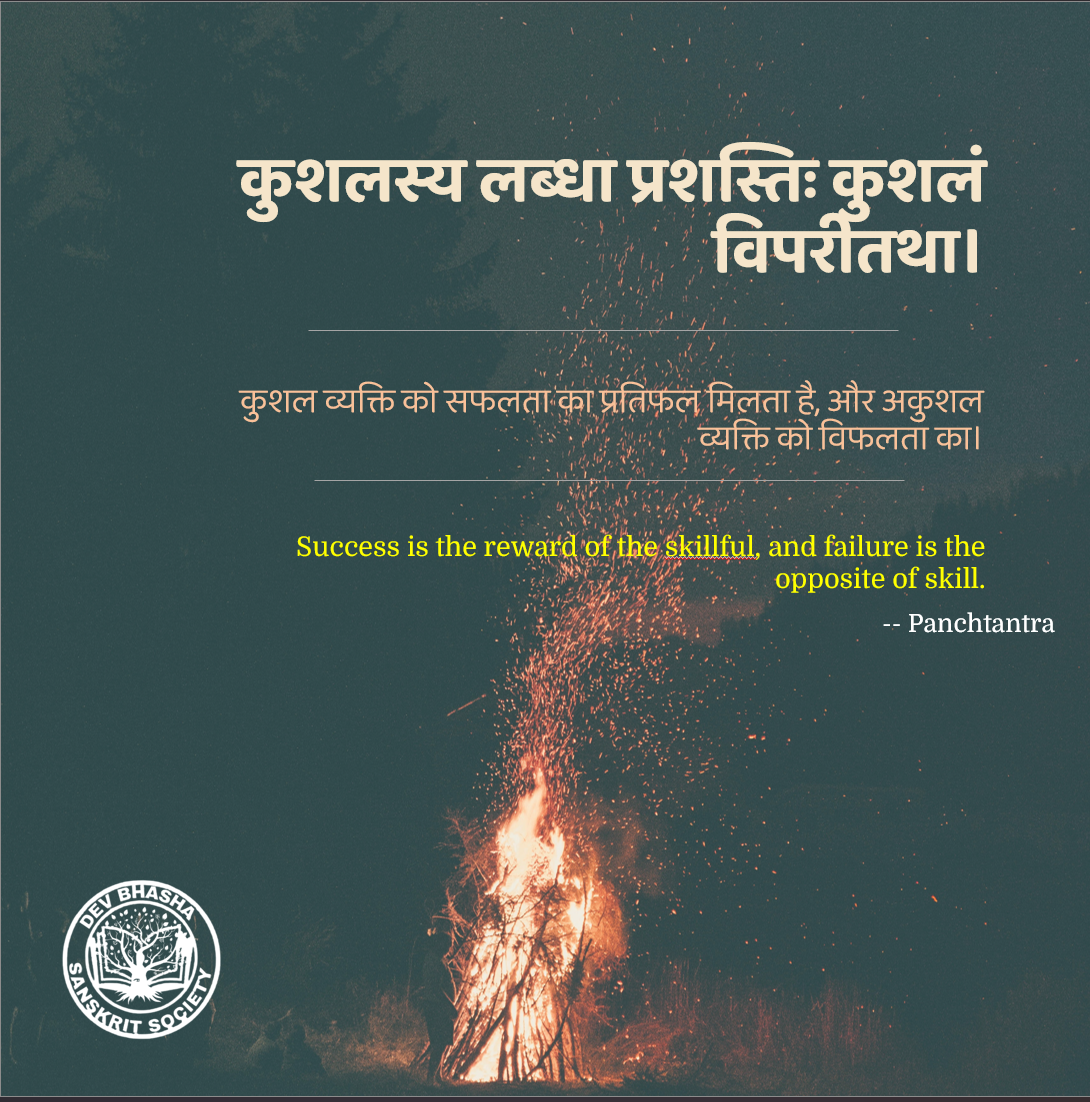 कुशलस्य लब्धा प्रशस्तिः कुशलं
विपरीतथा।
कुशल व्यक्ति को सफलता का प्रतिफल मिलता है, और अकुशल
व्यक्ति को विफलता का।
Success is the reward of the skillful, and failure is the
opposite of skill.
-- Panchtantra
DEV BHASHA
SANSKRIT SOCIETY